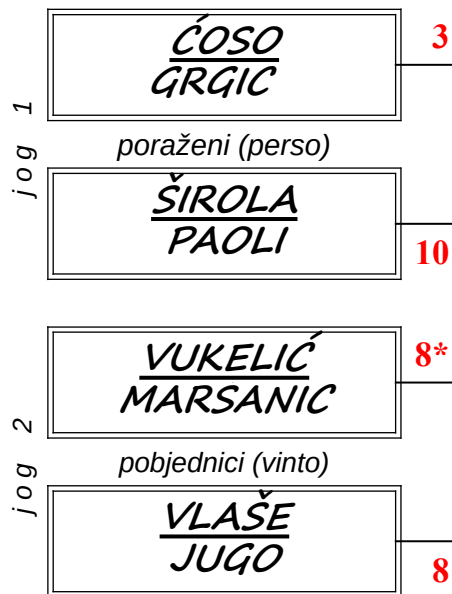 ĆOSO
3
GRGIC
jog 1
poraženi (perso)
ŠIROLA
PAOLI
10
VUKELIĆ
8*
MARSANIC
jog 2
pobjednici (vinto)
VLAŠE
JUGO
8